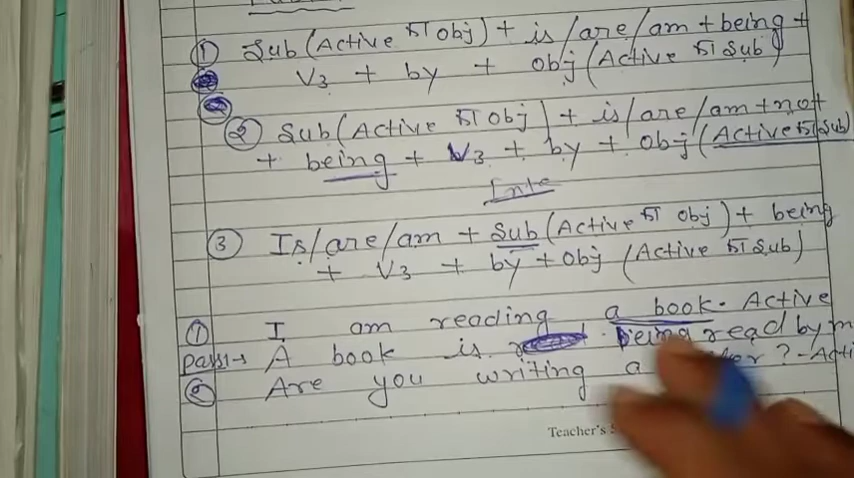 ① Sub (Active का obj) + is/are/am + being +
V3 + by + obj (Active का Sub)
② Sub (Active का obj) + is/are/am + not
+ being + V3 + by + obj (Active का Sub)
Inte
③ Is/are/am + Sub (Active का obj) + being
+ V3 + by + obj (Active का Sub)
① I am reading a book. Active
Pass:→ A book is being read by m
② Are you writing a ? - Acti
Teacher's